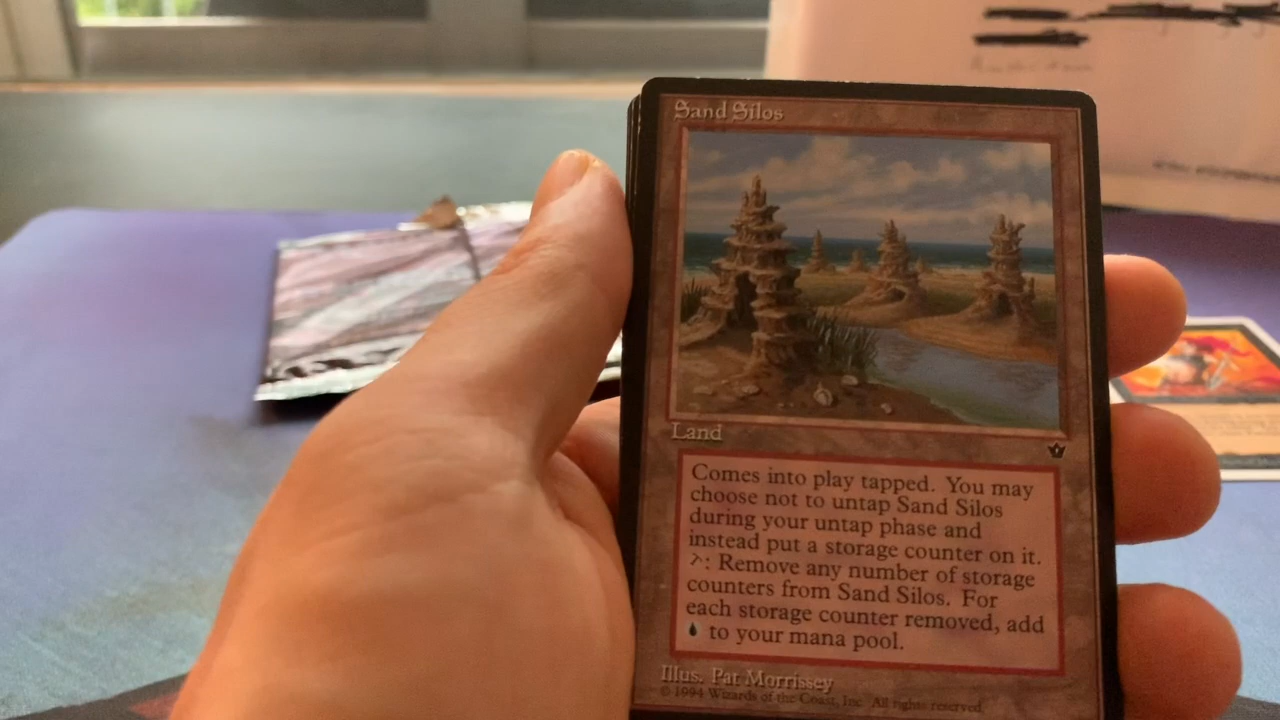 Sand Silos
Land
Comes into play tapped. You may
choose not to untap Sand Silos
during your untap phase and
instead put a storage counter on it.
: Remove any number of storage
counters from Sand Silos. For
each storage counter removed, add
to your mana pool.
Illus. Pat Morrissey
© 1994 Wizards of the Coast, Inc. All rights reserved.